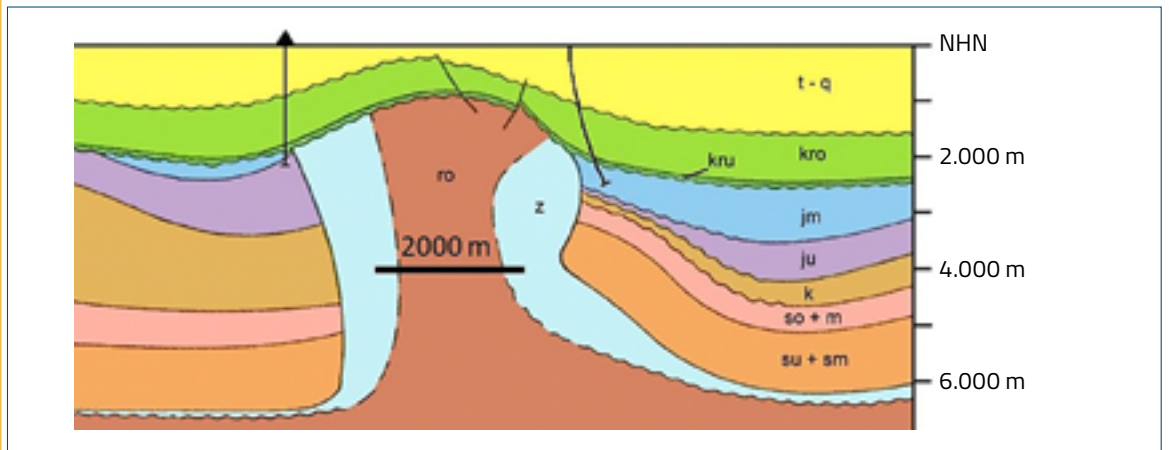 NHN
t - q
kru
kro
2.000 m
ro
z
jm
2000 m
ju
4.000 m
k
so + m
su + sm
6.000 m